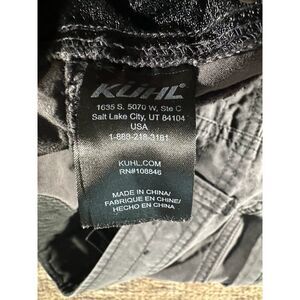 KUHL
1635 S. 5070 W, Ste C
Salt Lake City, UT 84104
USA
1-883-218-3181
KUHL.COM
RN#108846
MADE IN CHINA/
FABRIQUE EN CHINE/
HECHO EN CHINA